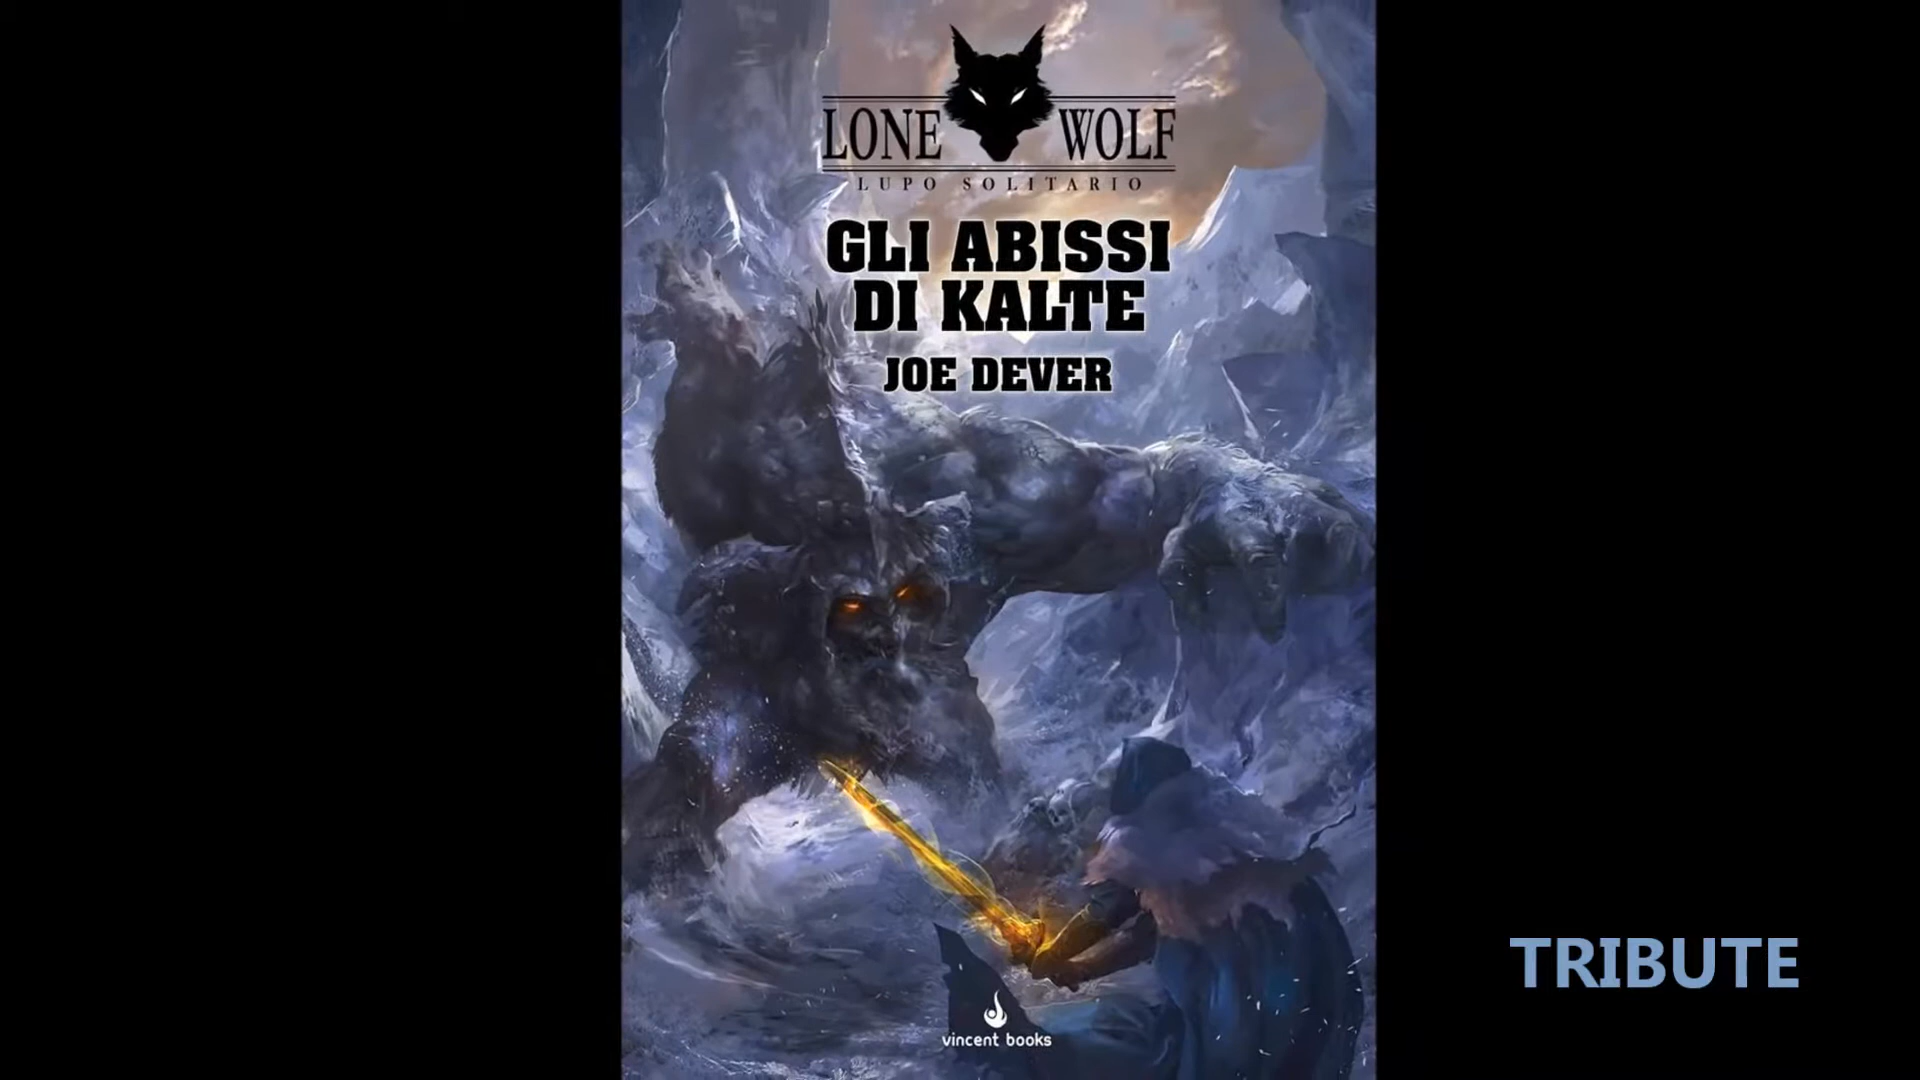 LONE WOLF
LUPO SOLITARIO
GLI ABISSI
DI KALTE
JOE DEVER
TRIBUTE
vincent books